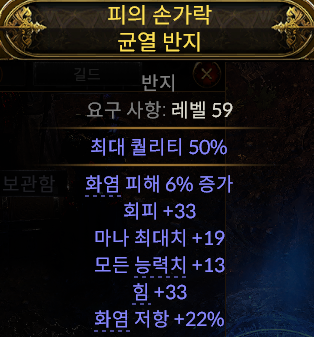 피의 손가락
균열 반지
길드
반지
요구 사항: 레벨 59
최대 퀄리티 50%
보관함
화염 피해 6% 증가
회피 +33
마나 최대치 +19
모든 능력치 +13
힘 +33
화염 저항 +22%